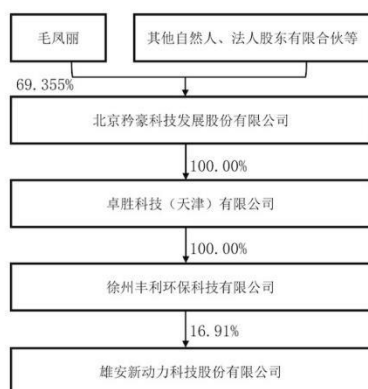 毛凤丽
其他自然人、法人股东有限合伙等
69.355%
北京矜豪科技发展股份有限公司
100.00%
卓胜科技（天津）有限公司
100.00%
徐州丰利环保科技有限公司
16.91%
雄安新动力科技股份有限公司